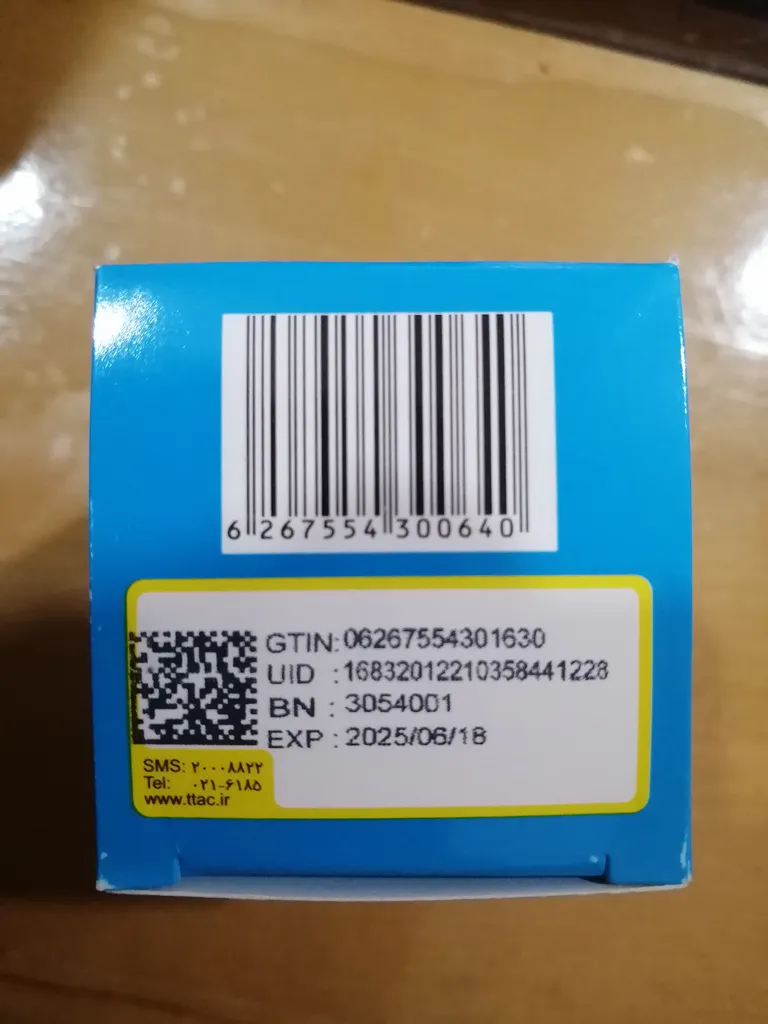 6 267554 300640
GTIN: 06267554301630
UID : 16832012210358441228
BN : 3054001
EXP : 2025/06/18
SMS: ۲۰۰۰۸۸۲۲
Tel: ۰۲۱-۶۱۸۵
www.ttac.ir